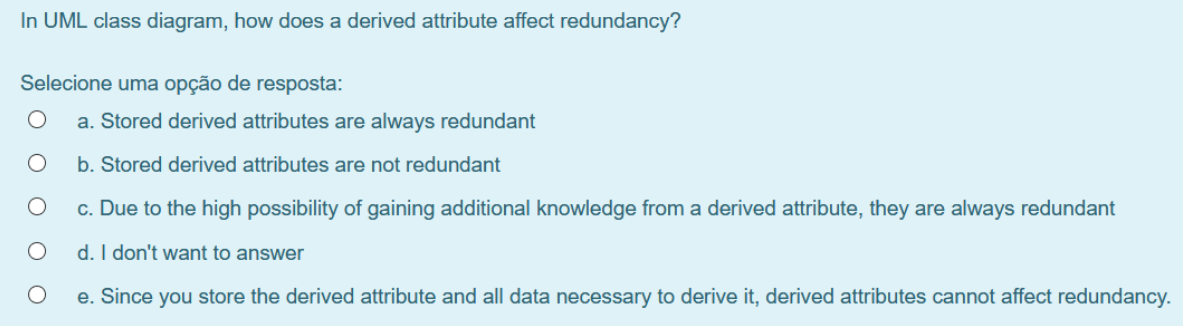 In UML class diagram, how does a derived attribute affect redundancy?
Selecione uma opção de resposta:
a. Stored derived attributes are always redundant
b. Stored derived attributes are not redundant
c. Due to the high possibility of gaining additional knowledge from a derived attribute, they are always redundant
d. I don't want to answer
e. Since you store the derived attribute and all data necessary to derive it, derived attributes cannot affect redundancy.